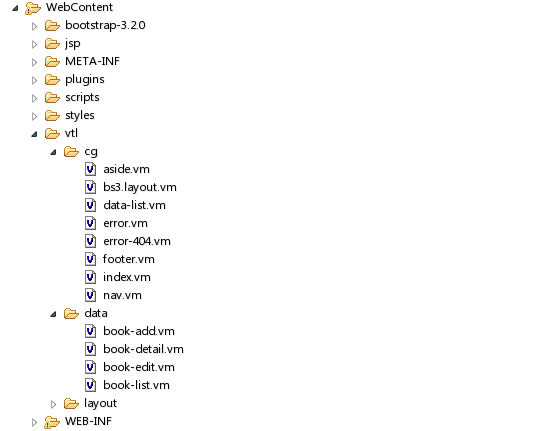 WebContent
bootstrap-3.2.0
jsp
META-INF
plugins
scripts
styles
vtl
cg
aside.vm
bs3.layout.vm
data-list.vm
error.vm
error-404.vm
footer.vm
index.vm
nav.vm
data
book-add.vm
book-detail.vm
book-edit.vm
book-list.vm
layout
WEB-INF